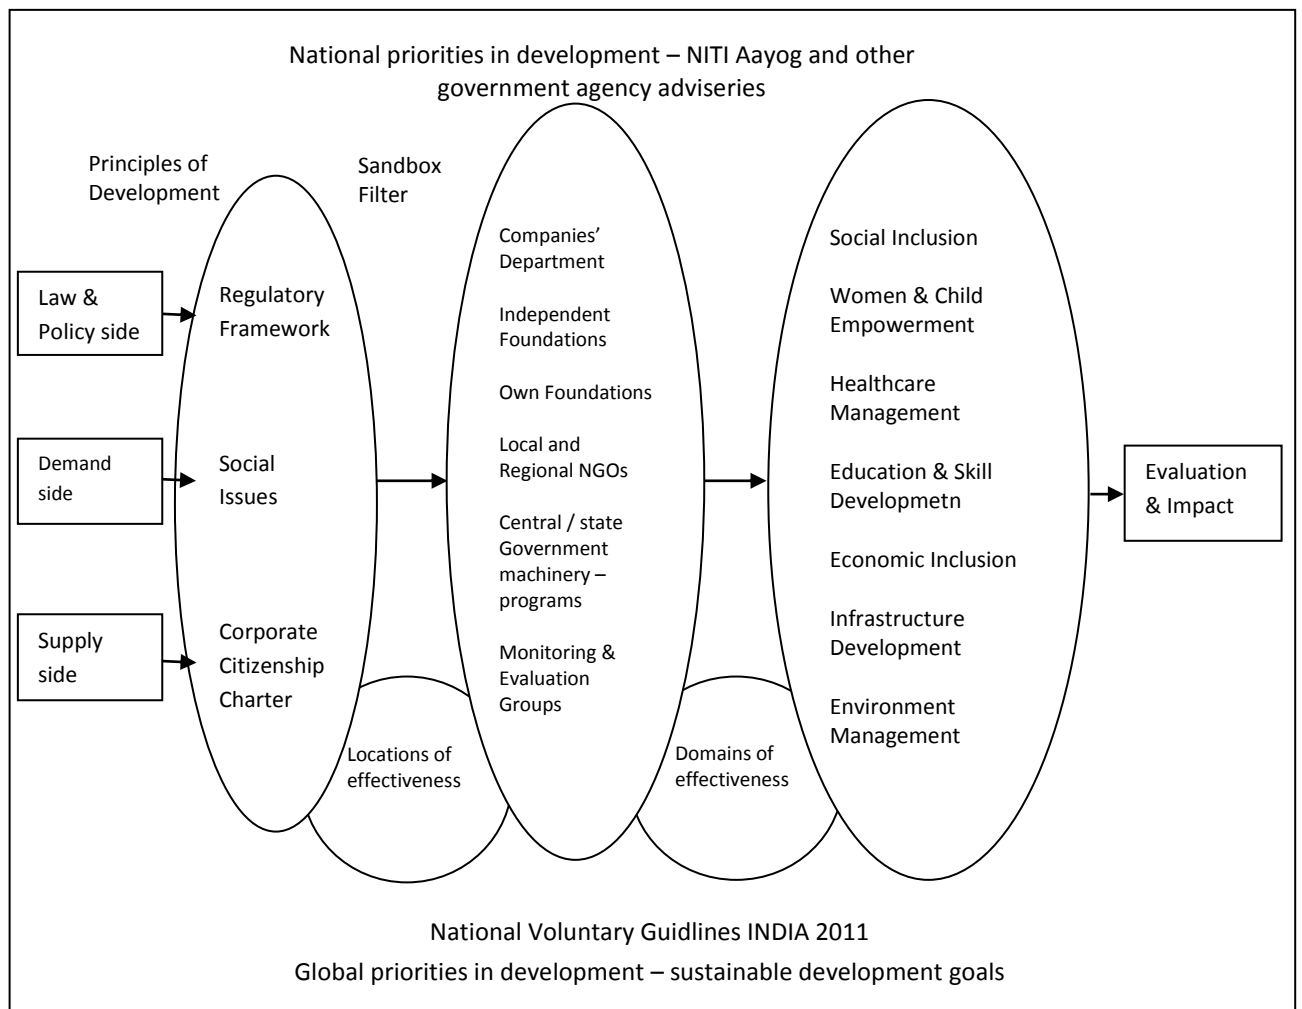 National priorities in development – NITI Aayog and other
government agency adviseries
Principles of
Development
Sandbox
Filter
Law &
Policy side
Demand
side
Supply
side
Regulatory
Framework
Social
Issues
Corporate
Citizenship
Charter
Locations of
effectiveness
Companies’
Department
Independent
Foundations
Own Foundations
Local and
Regional NGOs
Central / state
Government
machinery –
programs
Monitoring &
Evaluation
Groups
Domains of
effectiveness
Social Inclusion
Women & Child
Empowerment
Healthcare
Management
Education & Skill
Developmetn
Economic Inclusion
Infrastructure
Development
Environment
Management
Evaluation
& Impact
National Voluntary Guidlines INDIA 2011
Global priorities in development – sustainable development goals